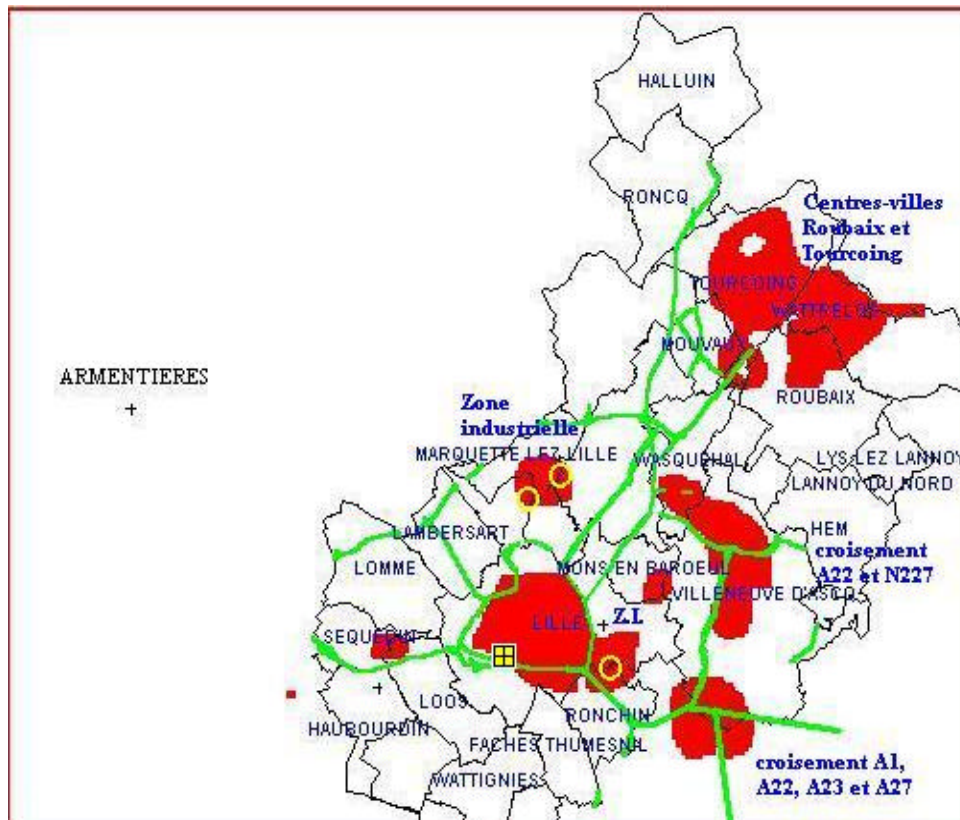 HALLUIN
RONCQ
Centres-villes
Roubaix et
Tourcoing
TOURCOING
WATTRELOS
MOUVAUX
ARMENTIERES
ROUBAIX
Zone
industrielle
MARQUETTE LEZ LILLE
WASQUEHAL
LYS-LEZ LANNOY
LANNOY DU NORD
LAMBERSART
HEM
croisement
A22 et N227
LOMME
MONS EN BAROEUL
VILLENEUVE D'ASCQ
LILLE
Z.I.
SEQUEDIN
LOOS
RONCHIN
HAUBOURDIN
FACHES THUMESNIL
WATTIGNIES
croisement A1,
A22, A23 et A27